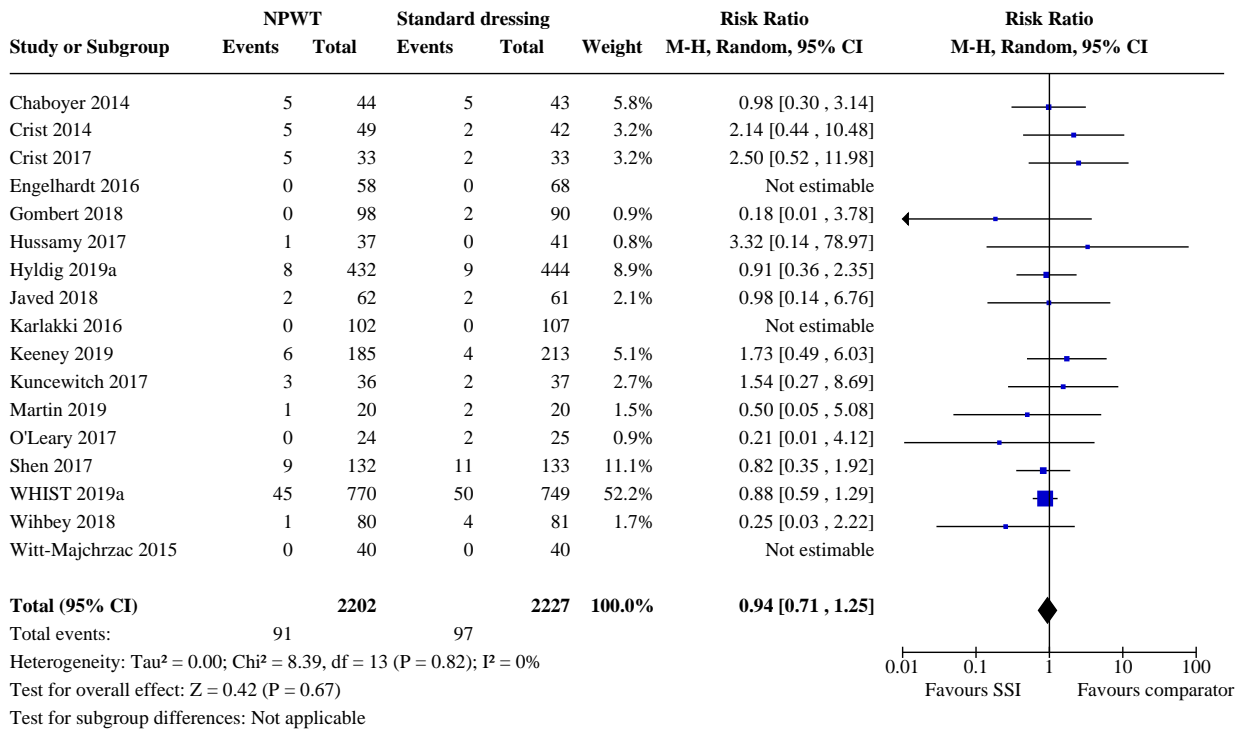 NPWT Standard dressing Risk Ratio Risk Ratio
Study or Subgroup Events Total Events Total Weight M-H, Random, 95% CI M-H, Random, 95% CI
Chaboyer 2014 5 44 5 43 5.8% 0.98 [0.30 , 3.14]
Crist 2014 5 49 2 42 3.2% 2.14 [0.44 , 10.48]
Crist 2017 5 33 2 33 3.2% 2.50 [0.52 , 11.98]
Engelhardt 2016 0 58 0 68 Not estimable
Gombert 2018 0 98 2 90 0.9% 0.18 [0.01 , 3.78]
Hussamy 2017 1 37 0 41 0.8% 3.32 [0.14 , 78.97]
Hyldig 2019a 8 432 9 444 8.9% 0.91 [0.36 , 2.35]
Javed 2018 2 62 2 61 2.1% 0.98 [0.14 , 6.76]
Karlakki 2016 0 102 0 107 Not estimable
Keeney 2019 6 185 4 213 5.1% 1.73 [0.49 , 6.03]
Kuncewitch 2017 3 36 2 37 2.7% 1.54 [0.27 , 8.69]
Martin 2019 1 20 2 20 1.5% 0.50 [0.05 , 5.08]
O'Leary 2017 0 24 2 25 0.9% 0.21 [0.01 , 4.12]
Shen 2017 9 132 11 133 11.1% 0.82 [0.35 , 1.92]
WHIST 2019a 45 770 50 749 52.2% 0.88 [0.59 , 1.29]
Wihbey 2018 1 80 4 81 1.7% 0.25 [0.03 , 2.22]
Witt-Majchrzac 2015 0 40 0 40 Not estimable
Total (95% CI) 2202 2227 100.0% 0.94 [0.71 , 1.25]
Total events: 91 97
Heterogeneity: Tau² = 0.00; Chi² = 8.39, df = 13 (P = 0.82); I² = 0%
Test for overall effect: Z = 0.42 (P = 0.67)
Test for subgroup differences: Not applicable
0.01 0.1 1 10 100
Favours SSI Favours comparator